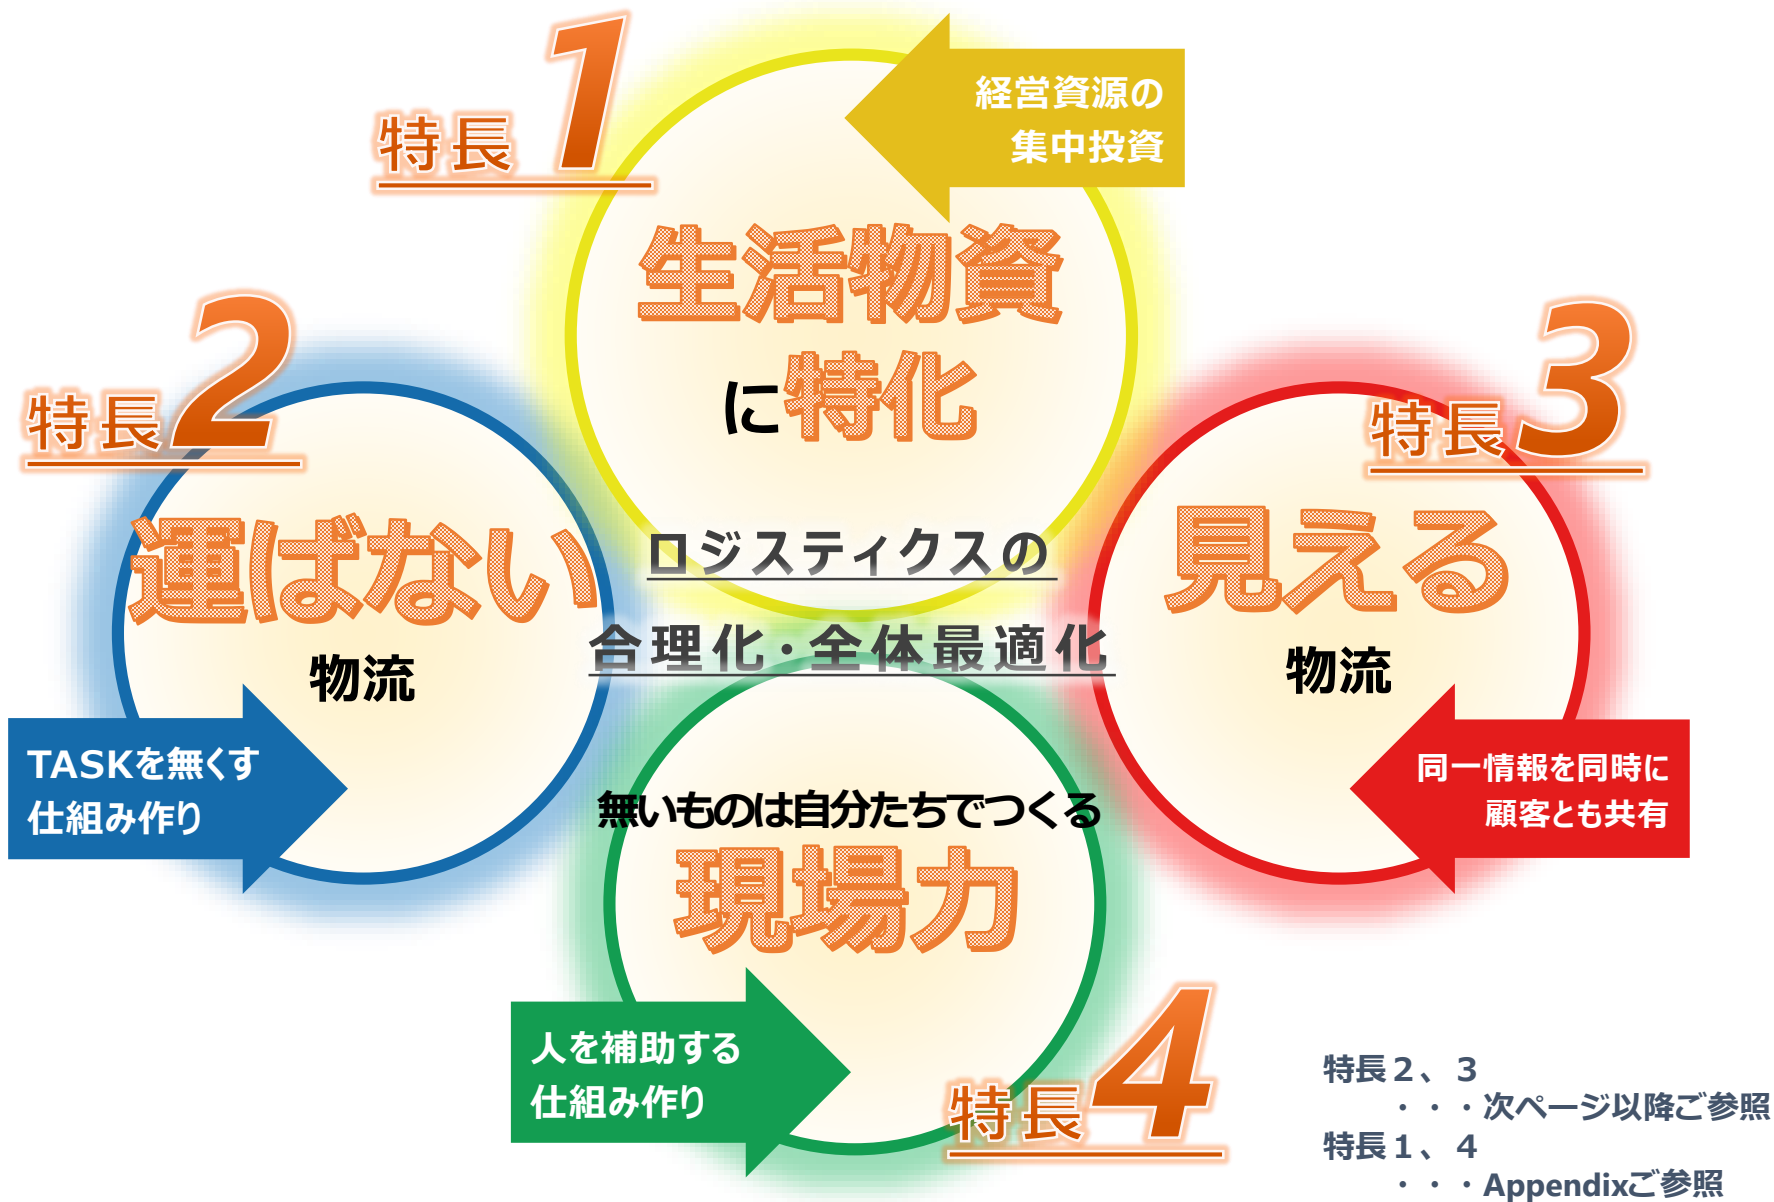 特長1
経営資源の
集中投資
生活物資
に特化
特長2
運ばない
物流
TASKを無くす
仕組み作り
特長3
見える
物流
同一情報を同時に
顧客とも共有
ロジスティクスの
合理化・全体最適化
無いものは自分たちでつくる
現場力
人を補助する
仕組み作り
特長4
特長２、３
・・・次ページ以降ご参照
特長１、４
・・・Appendixご参照